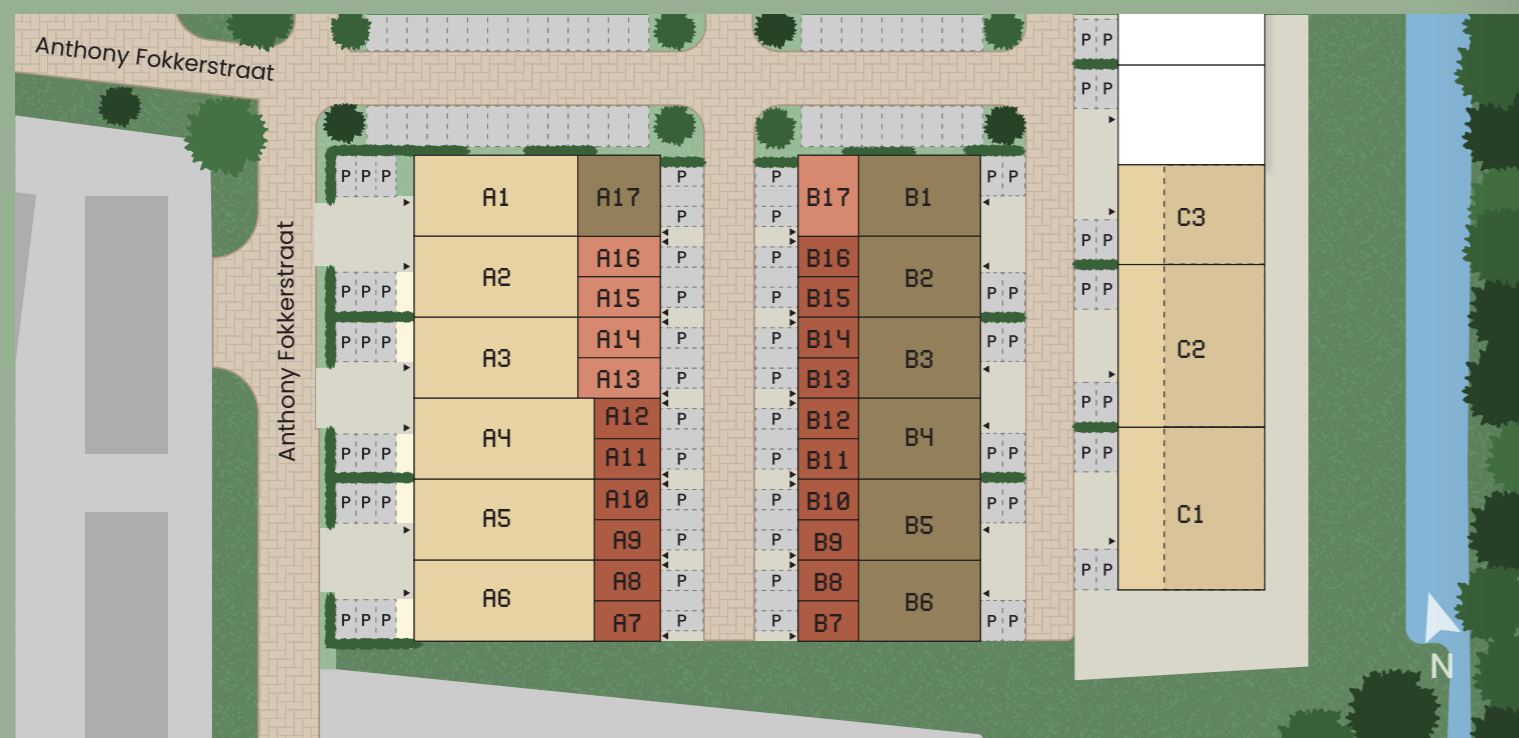 Anthony Fokkerstraat
P P
P P
P P P
A1
A17
P
P
P
P
B17
B1
P P
C3
P P
Anthony Fokkerstraat
A2
A16
A15
P
P
P
P
B16
B15
B2
P P
P P P
P P
P P P
A3
A14
A13
P
P
P
P
B14
B13
B3
P P
C2
P P
A4
A12
A11
P
P
P
P
B12
B11
B4
P P
P P P
P P
P P P
A5
A10
A9
P
P
P
P
B10
B9
B5
P P
C1
P P
A6
A8
A7
P
P
P
P
B8
B7
B6
P P
P P P
N